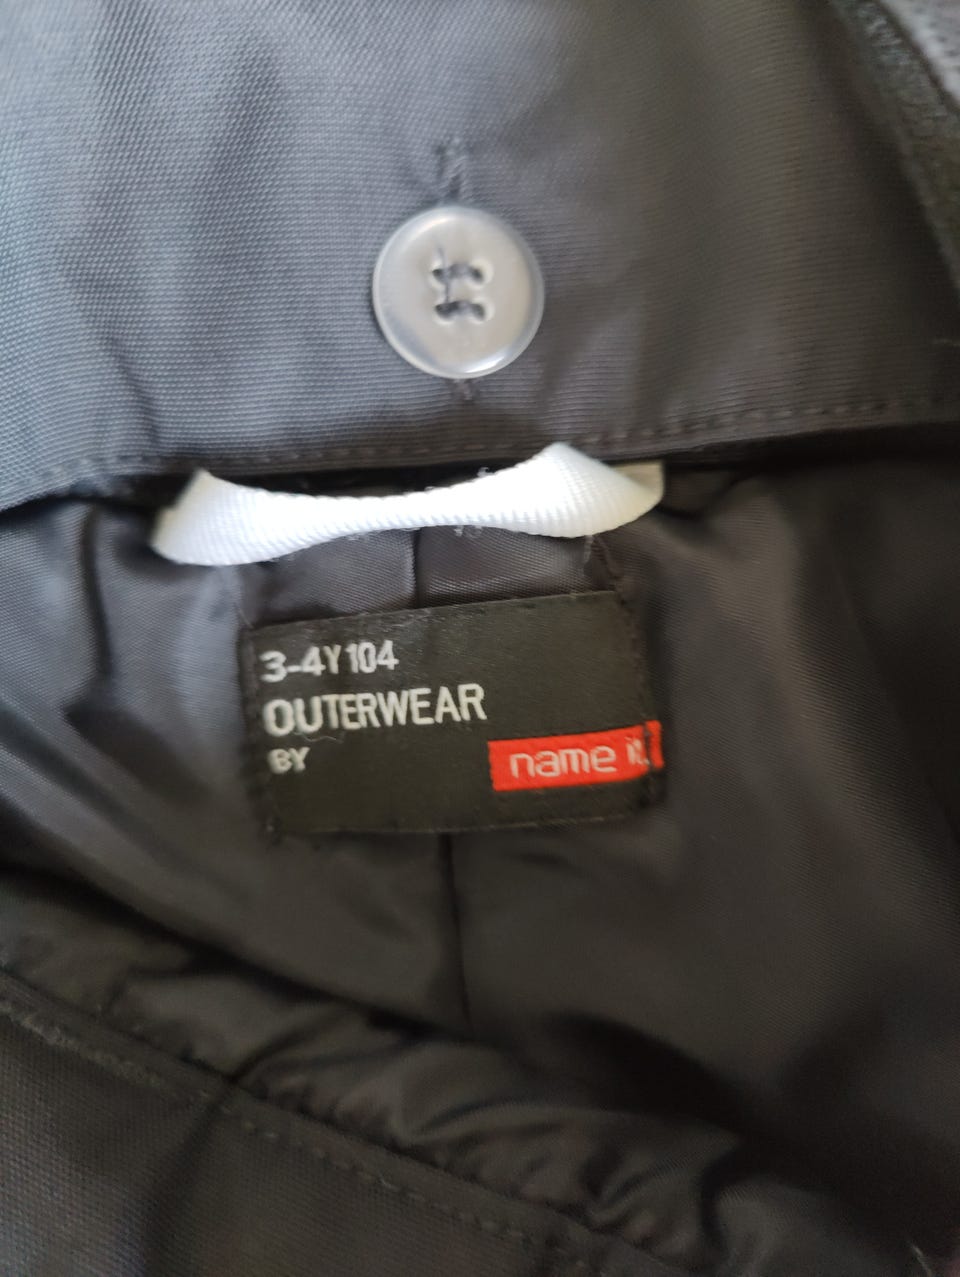 3-4Y 104
OUTERWEAR
BY
name it.